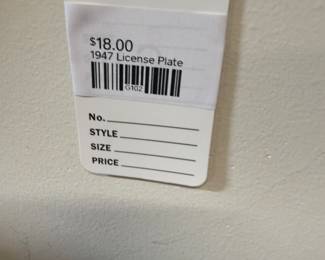 $18.00
1947 License Plate
G102
No.
STYLE
SIZE
PRICE